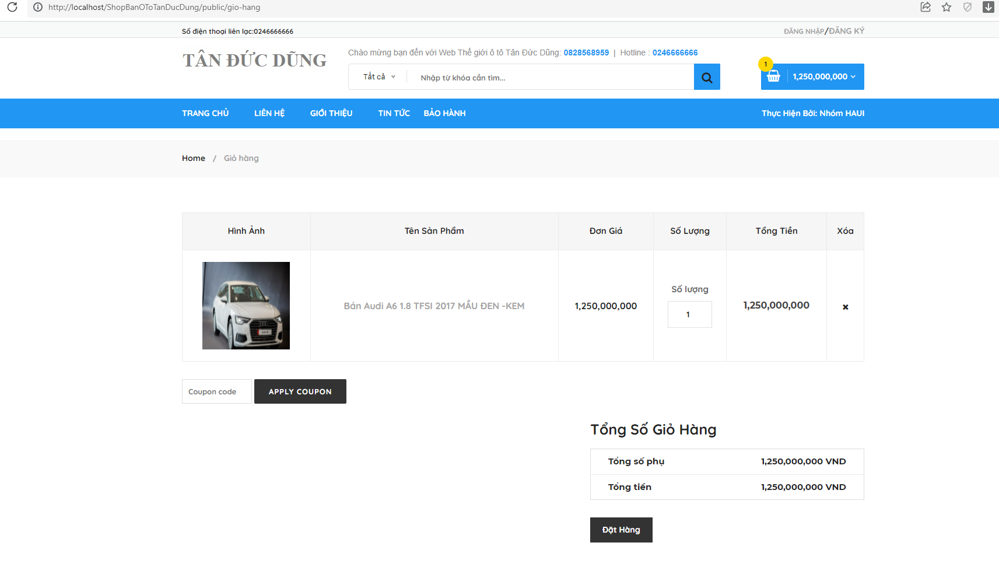 http://localhost/ShopBanOToTanDucDung/public/gio-hang
Số điện thoại liên lạc:0246666666
ĐĂNG NHẬP/ĐĂNG KÝ
TÂN ĐỨC DŨNG
Chào mừng bạn đến với Web Thế giới ô tô Tân Đức Dũng: 0828568959 | Hotline : 0246666666
Tất cả
Nhập từ khóa cần tìm...
1
1,250,000,000
TRANG CHỦ LIÊN HỆ GIỚI THIỆU TIN TỨC BẢO HÀNH
Thực Hiện Bởi: Nhóm HAUI
Home / Giỏ hàng
Hình Ảnh Tên Sản Phẩm Đơn Giá Số Lượng Tổng Tiền Xóa
Số lượng
Bán Audi A6 1.8 TFSI 2017 MẦU ĐEN -KEM 1,250,000,000 1 1,250,000,000
Coupon code APPLY COUPON
Tổng Số Giỏ Hàng
Tổng số phụ 1,250,000,000 VND
Tổng tiền 1,250,000,000 VND
Đặt Hàng